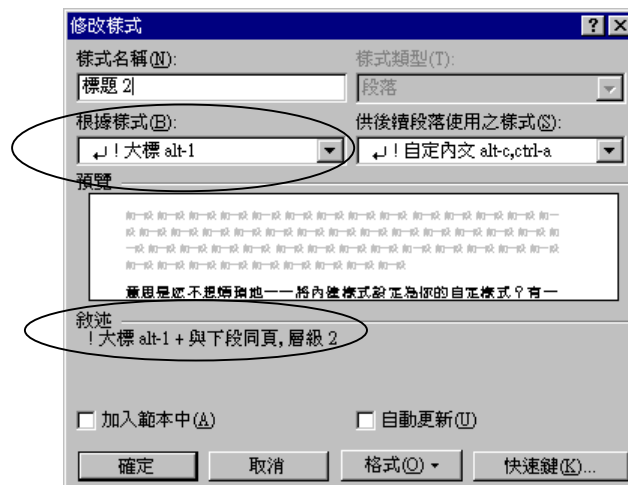 修改樣式
樣式名稱(N): 樣式類型(T):
標題 2 段落
根據樣式(B): 供後續段落使用之樣式(S):
↵！大標 alt-1 ↵！自定內文 alt-c,ctrl-a
預覽
意思是您不想煩瑣地一一將內建樣式設定為你的自定樣式？有一
敘述
！大標 alt-1 + 與下段同頁, 層級 2
加入範本中(A) 自動更新(U)
確定 取消 格式(O) 快速鍵(K)...